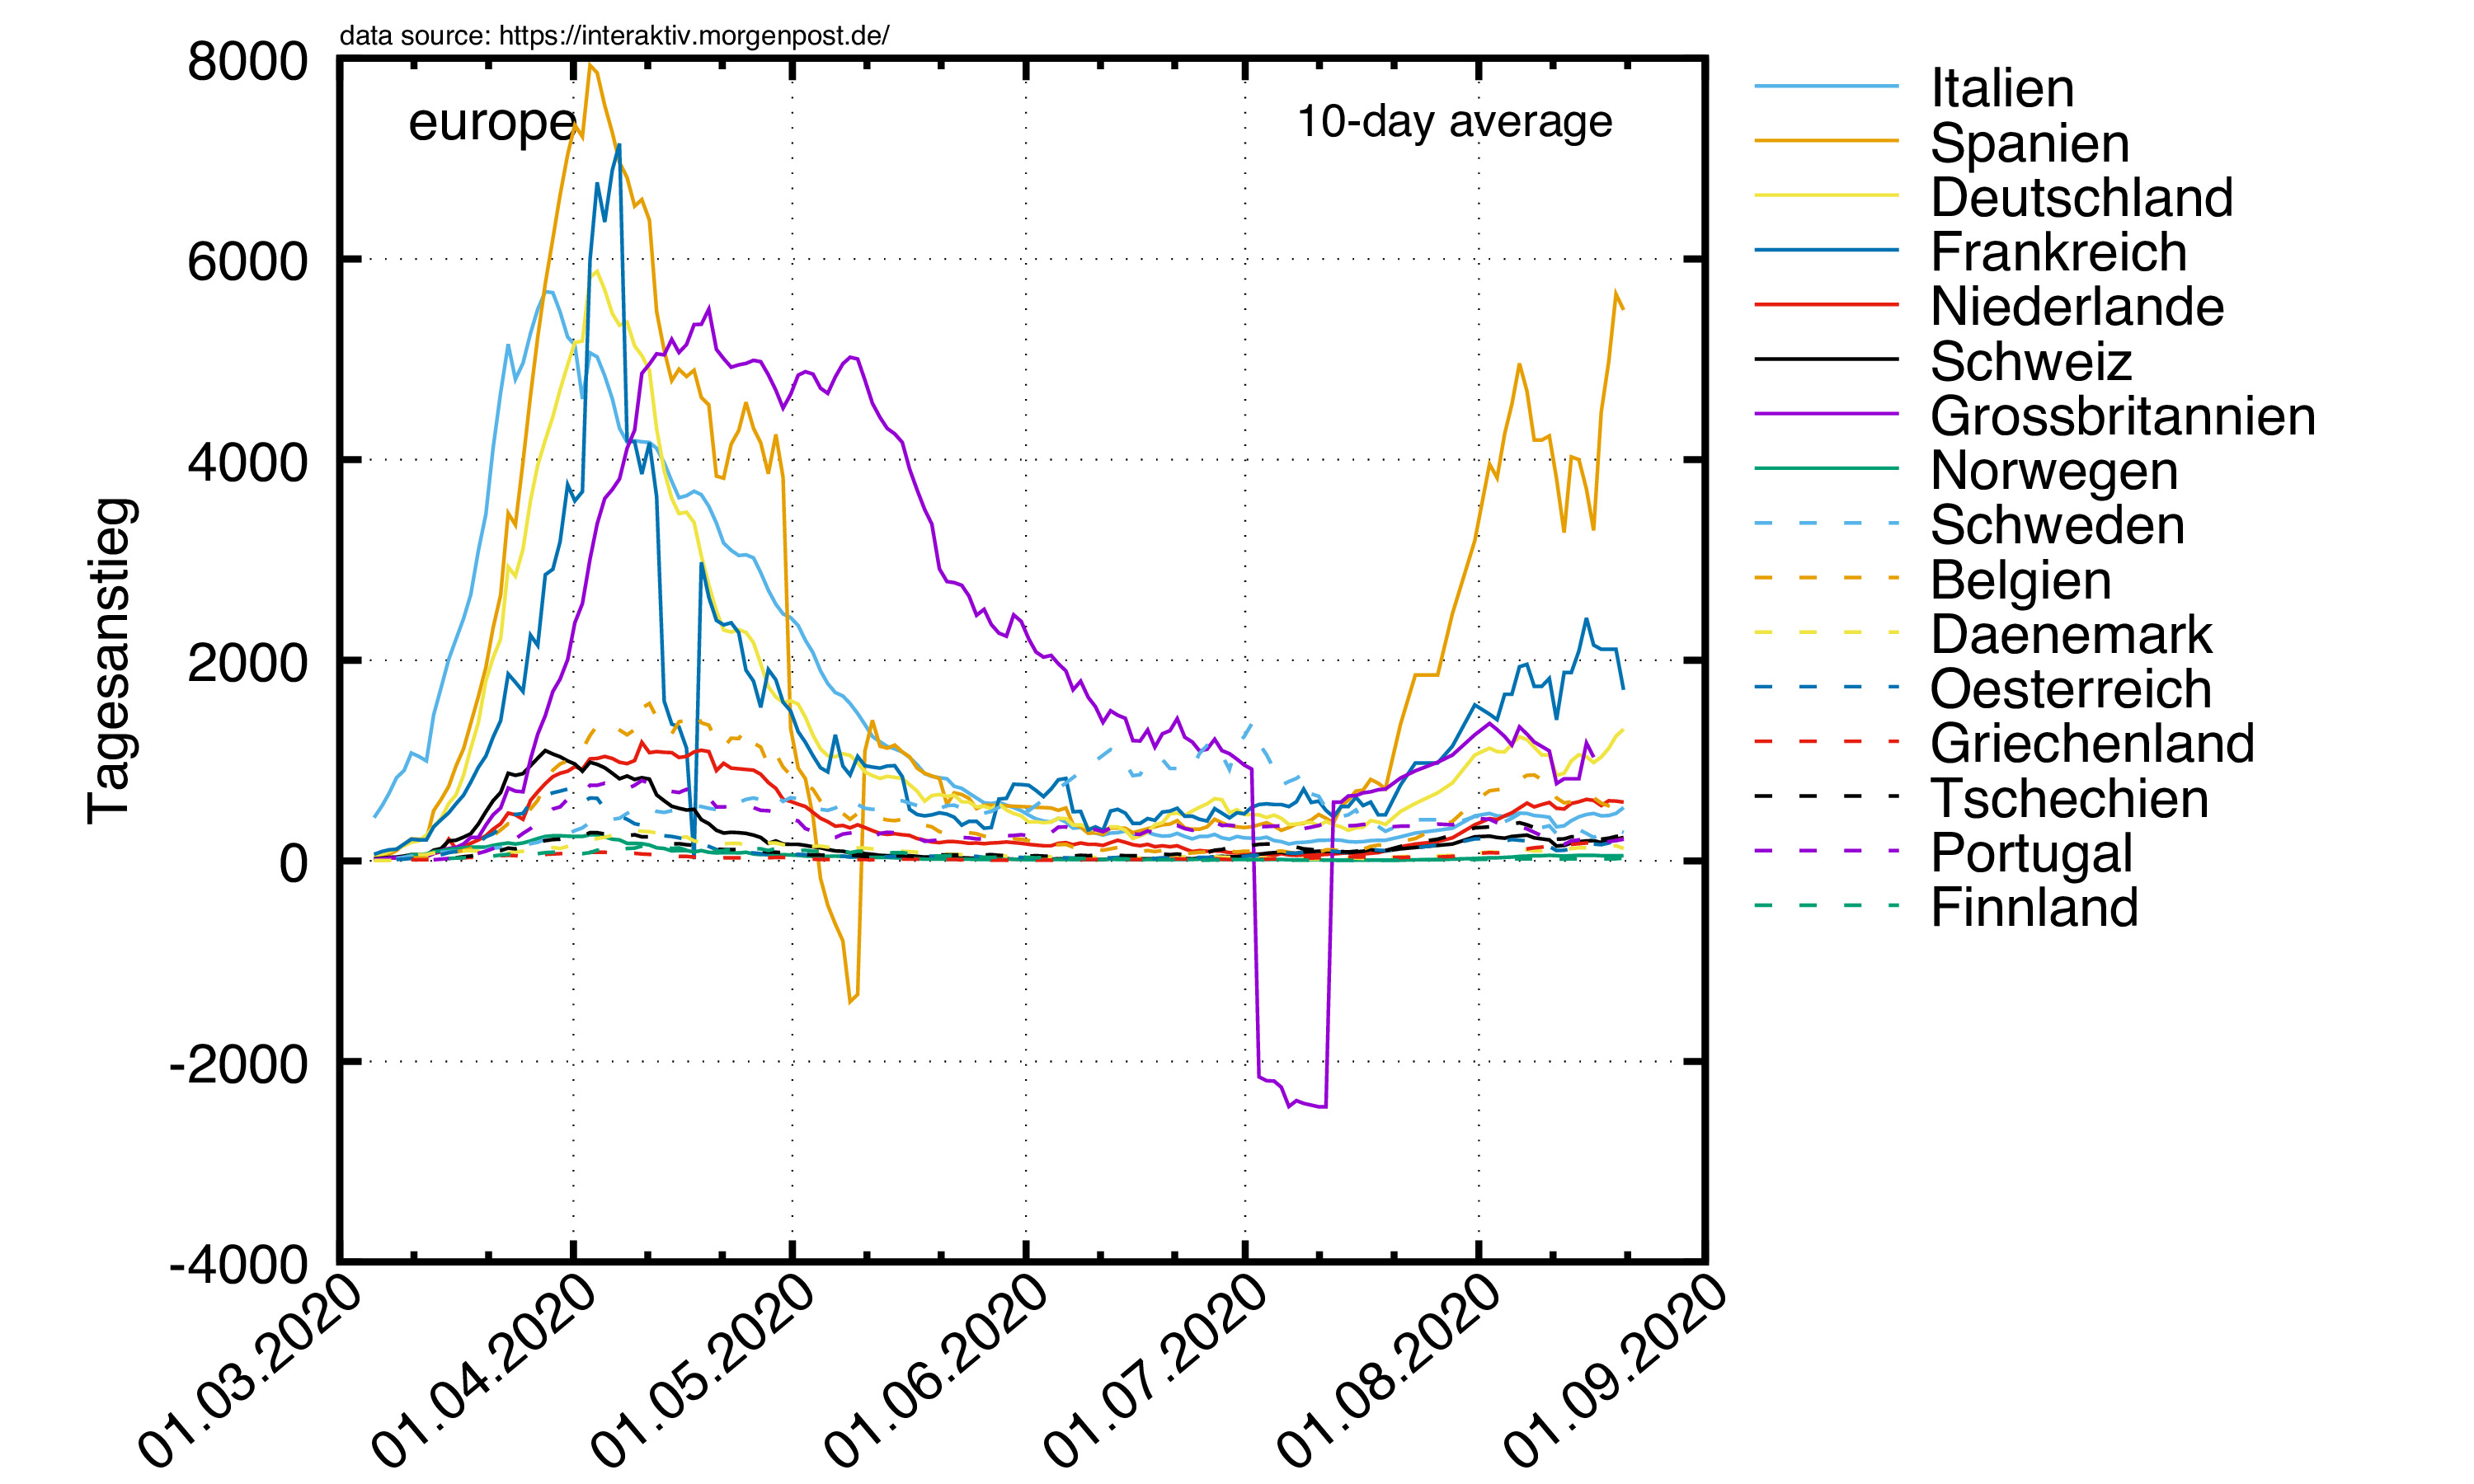 data source: https://interaktiv.morgenpost.de/
8000
6000
4000
2000
0
-2000
-4000
Tagesanstieg
europe
10-day average
01.03.2020
01.04.2020
01.05.2020
01.06.2020
01.07.2020
01.08.2020
01.09.2020
Italien
Spanien
Deutschland
Frankreich
Niederlande
Schweiz
Grossbritannien
Norwegen
Schweden
Belgien
Daenemark
Oesterreich
Griechenland
Tschechien
Portugal
Finnland